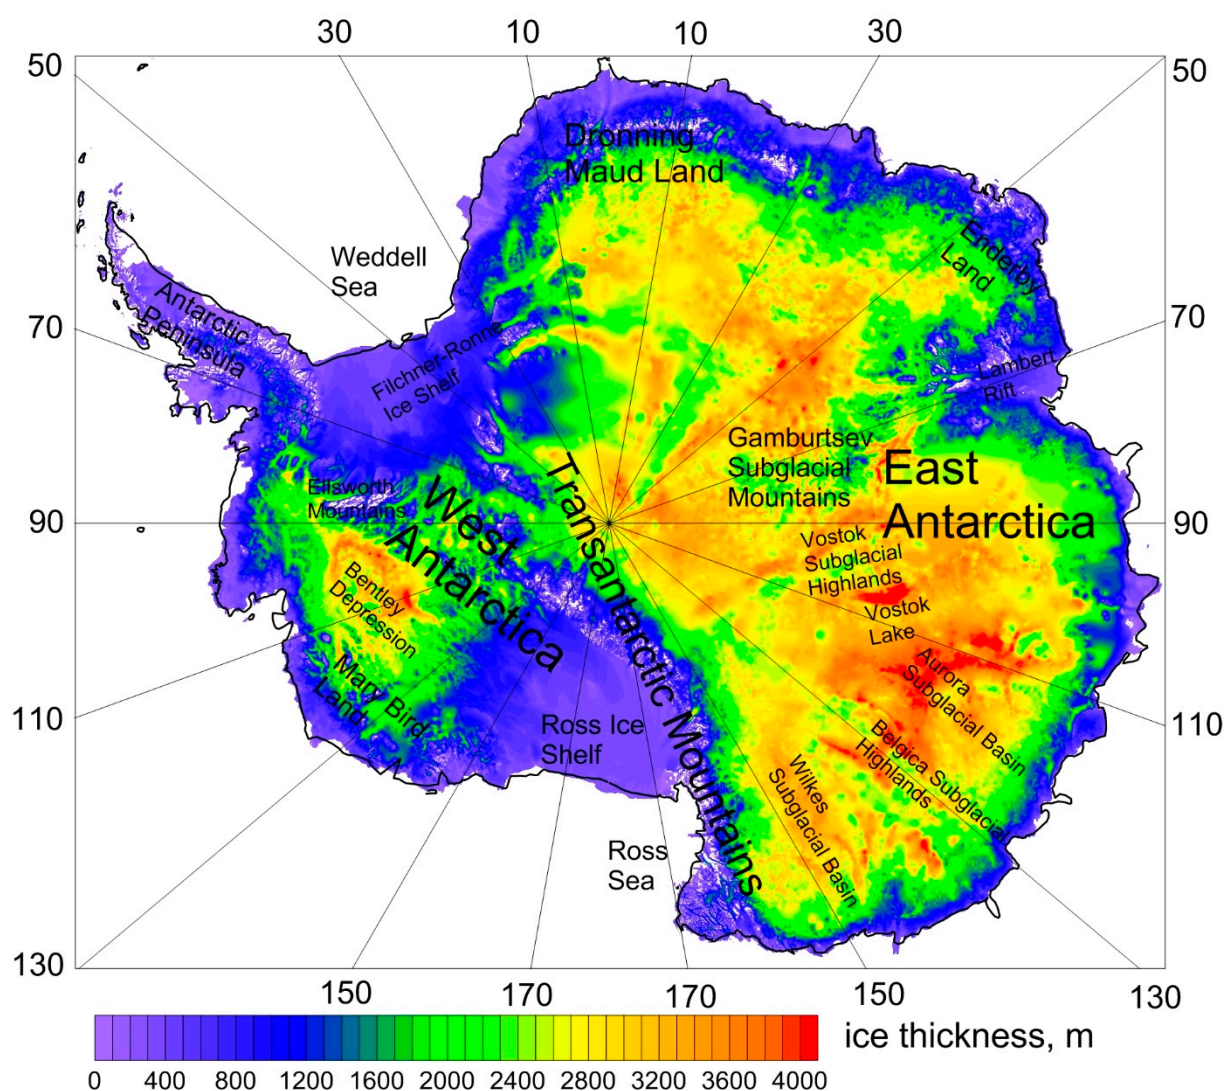 30
10
10
30
50
50
Dronning
Maud Land
Weddell
Sea
Enderby
Land
Antarctic
Peninsula
70
70
Filchner-Ronne
Ice Shelf
Lambert
Rift
Gamburtsev
Subglacial
Mountains
East
Antarctica
Ellsworth
Mountains
West
Antarctica
Transantarctic Mountains
90
90
Vostok
Subglacial
Highlands
Bentley
Depression
Vostok
Lake
Aurora
Subglacial Basin
Mary Bird
Land
110
110
Ross Ice
Shelf
Belgica Subglacial
Highlands
Wilkes
Subglacial Basin
Ross
Sea
130
150
170
170
150
130
0 400 800 1200 1600 2000 2400 2800 3200 3600 4000
ice thickness, m